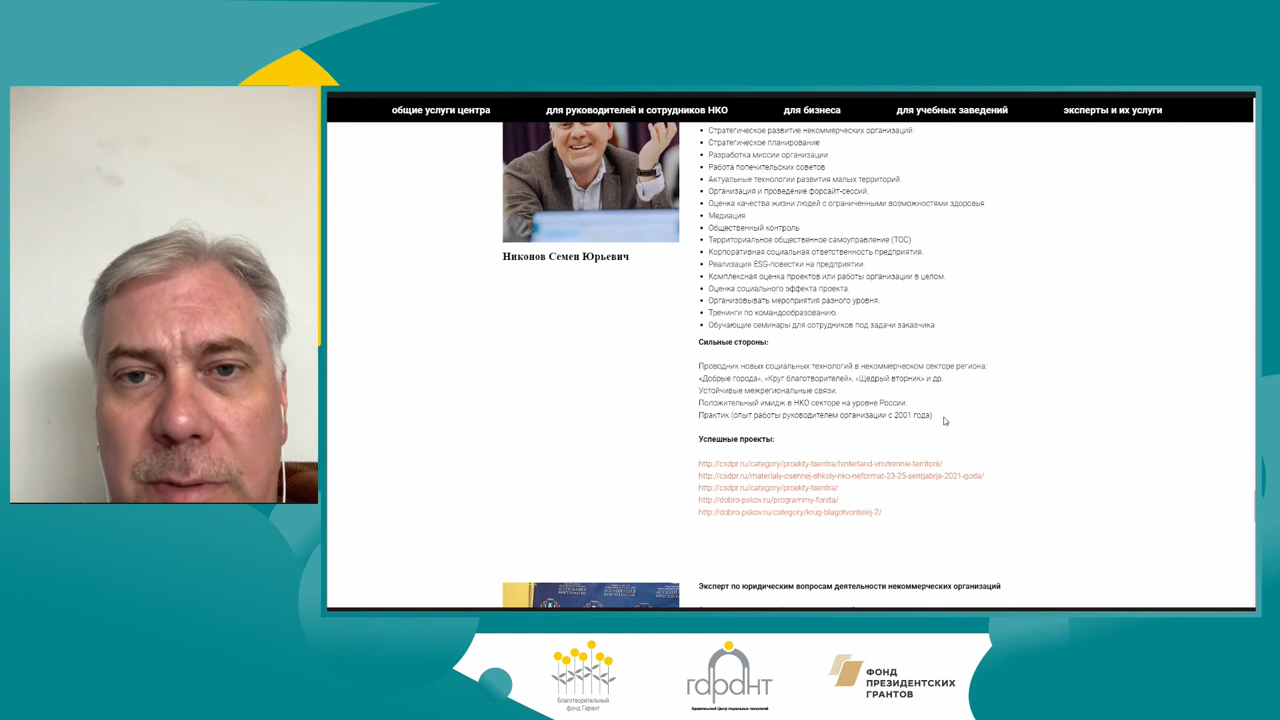 общие услуги центра
для руководителей и сотрудников НКО
для бизнеса
для учебных заведений
эксперты и их услуги
Стратегическое развитие некоммерческих организаций.
Стратегическое планирование
Разработка миссии организации
Работа попечительских советов
Актуальные технологии развития малых территорий.
Организация и проведение форсайт-сессий.
Оценка качества жизни людей с ограниченными возможностями здоровья
Медиация
Общественный контроль
Территориальное общественное самоуправление (ТОС)
Корпоративная социальная ответственность предприятия.
Реализация ESG-повестки на предприятии.
Комплексная оценка проектов или работы организации в целом.
Оценка социального эффекта проекта.
Организовывать мероприятия разного уровня.
Тренинги по командообразованию.
Обучающие семинары для сотрудников под задачи заказчика
Никонов Семен Юрьевич
Сильные стороны:
Проводник новых социальных технологий в некоммерческом секторе региона:
«Добрые города», «Круг благотворителей», «Щедрый вторник» и др.
Устойчивые межрегиональные связи.
Положительный имидж в НКО секторе на уровне России.
Практик (опыт работы руководителем организации с 2001 года)
Успешные проекты:
http://csdpr.ru/category/proekty-tsentra/hinterland-vnutrennie-territorii/
http://csdpr.ru/materialy-osennej-shkoly-nko-neformat-23-25-sentjabrja-2021-goda/
http://csdpr.ru/category/proekty-tsentra/
http://dobro-pskov.ru/programmy-fonda/
http://dobro-pskov.ru/category/krug-blagotvoritelej-2/
Эксперт по юридическим вопросам деятельности некоммерческих организаций
Благотворительный
фонд Гарант
гарант
Архангельский Центр социальных технологий
ФОНД
ПРЕЗИДЕНТСКИХ
ГРАНТОВ